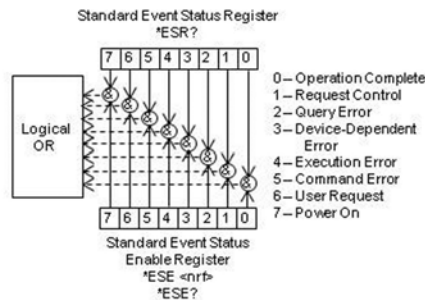 Standard Event Status Register
*ESR?
7 6 5 4 3 2 1 0
&
&
&
&
&
&
&
&
Logical
OR
0 – Operation Complete
1 – Request Control
2 – Query Error
3 – Device-Dependent
Error
4 – Execution Error
5 – Command Error
6 – User Request
7 – Power On
7 6 5 4 3 2 1 0
Standard Event Status
Enable Register
*ESE <nrf>
*ESE?